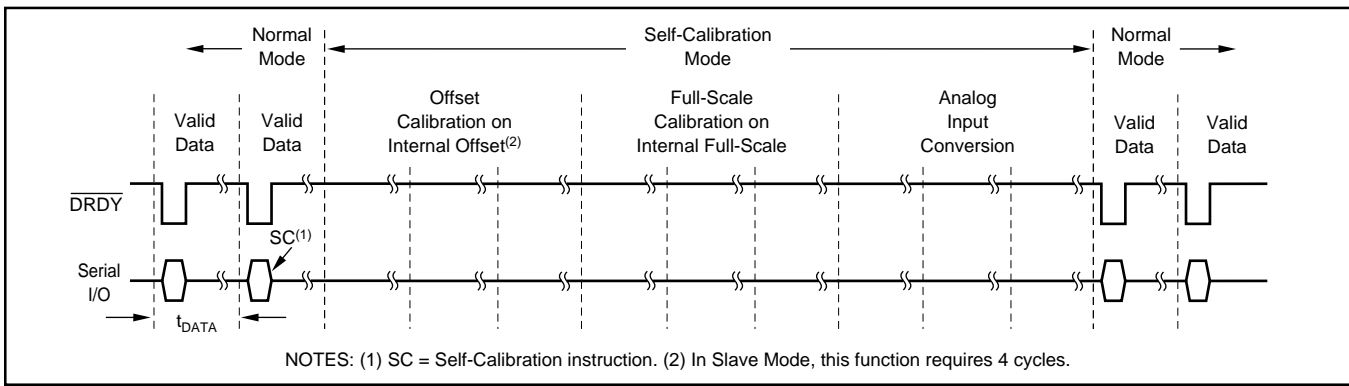 Normal
Mode
Self-Calibration
Mode
Normal
Mode
Valid
Data
Valid
Data
Offset
Calibration on
Internal Offset(2)
Full-Scale
Calibration on
Internal Full-Scale
Analog
Input
Conversion
Valid
Data
Valid
Data
DRDY
SC(1)
Serial
I/O
tDATA
NOTES: (1) SC = Self-Calibration instruction. (2) In Slave Mode, this function requires 4 cycles.